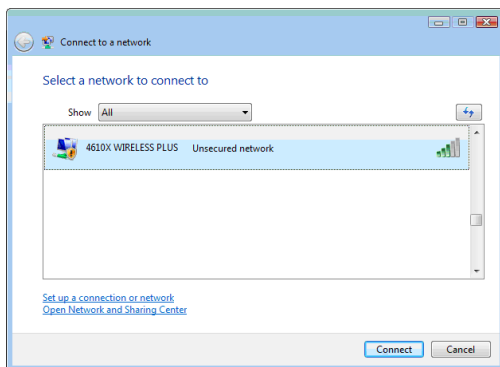 Connect to a network
Select a network to connect to
Show All
4610X WIRELESS PLUS Unsecured network
Set up a connection or network
Open Network and Sharing Center
Connect Cancel